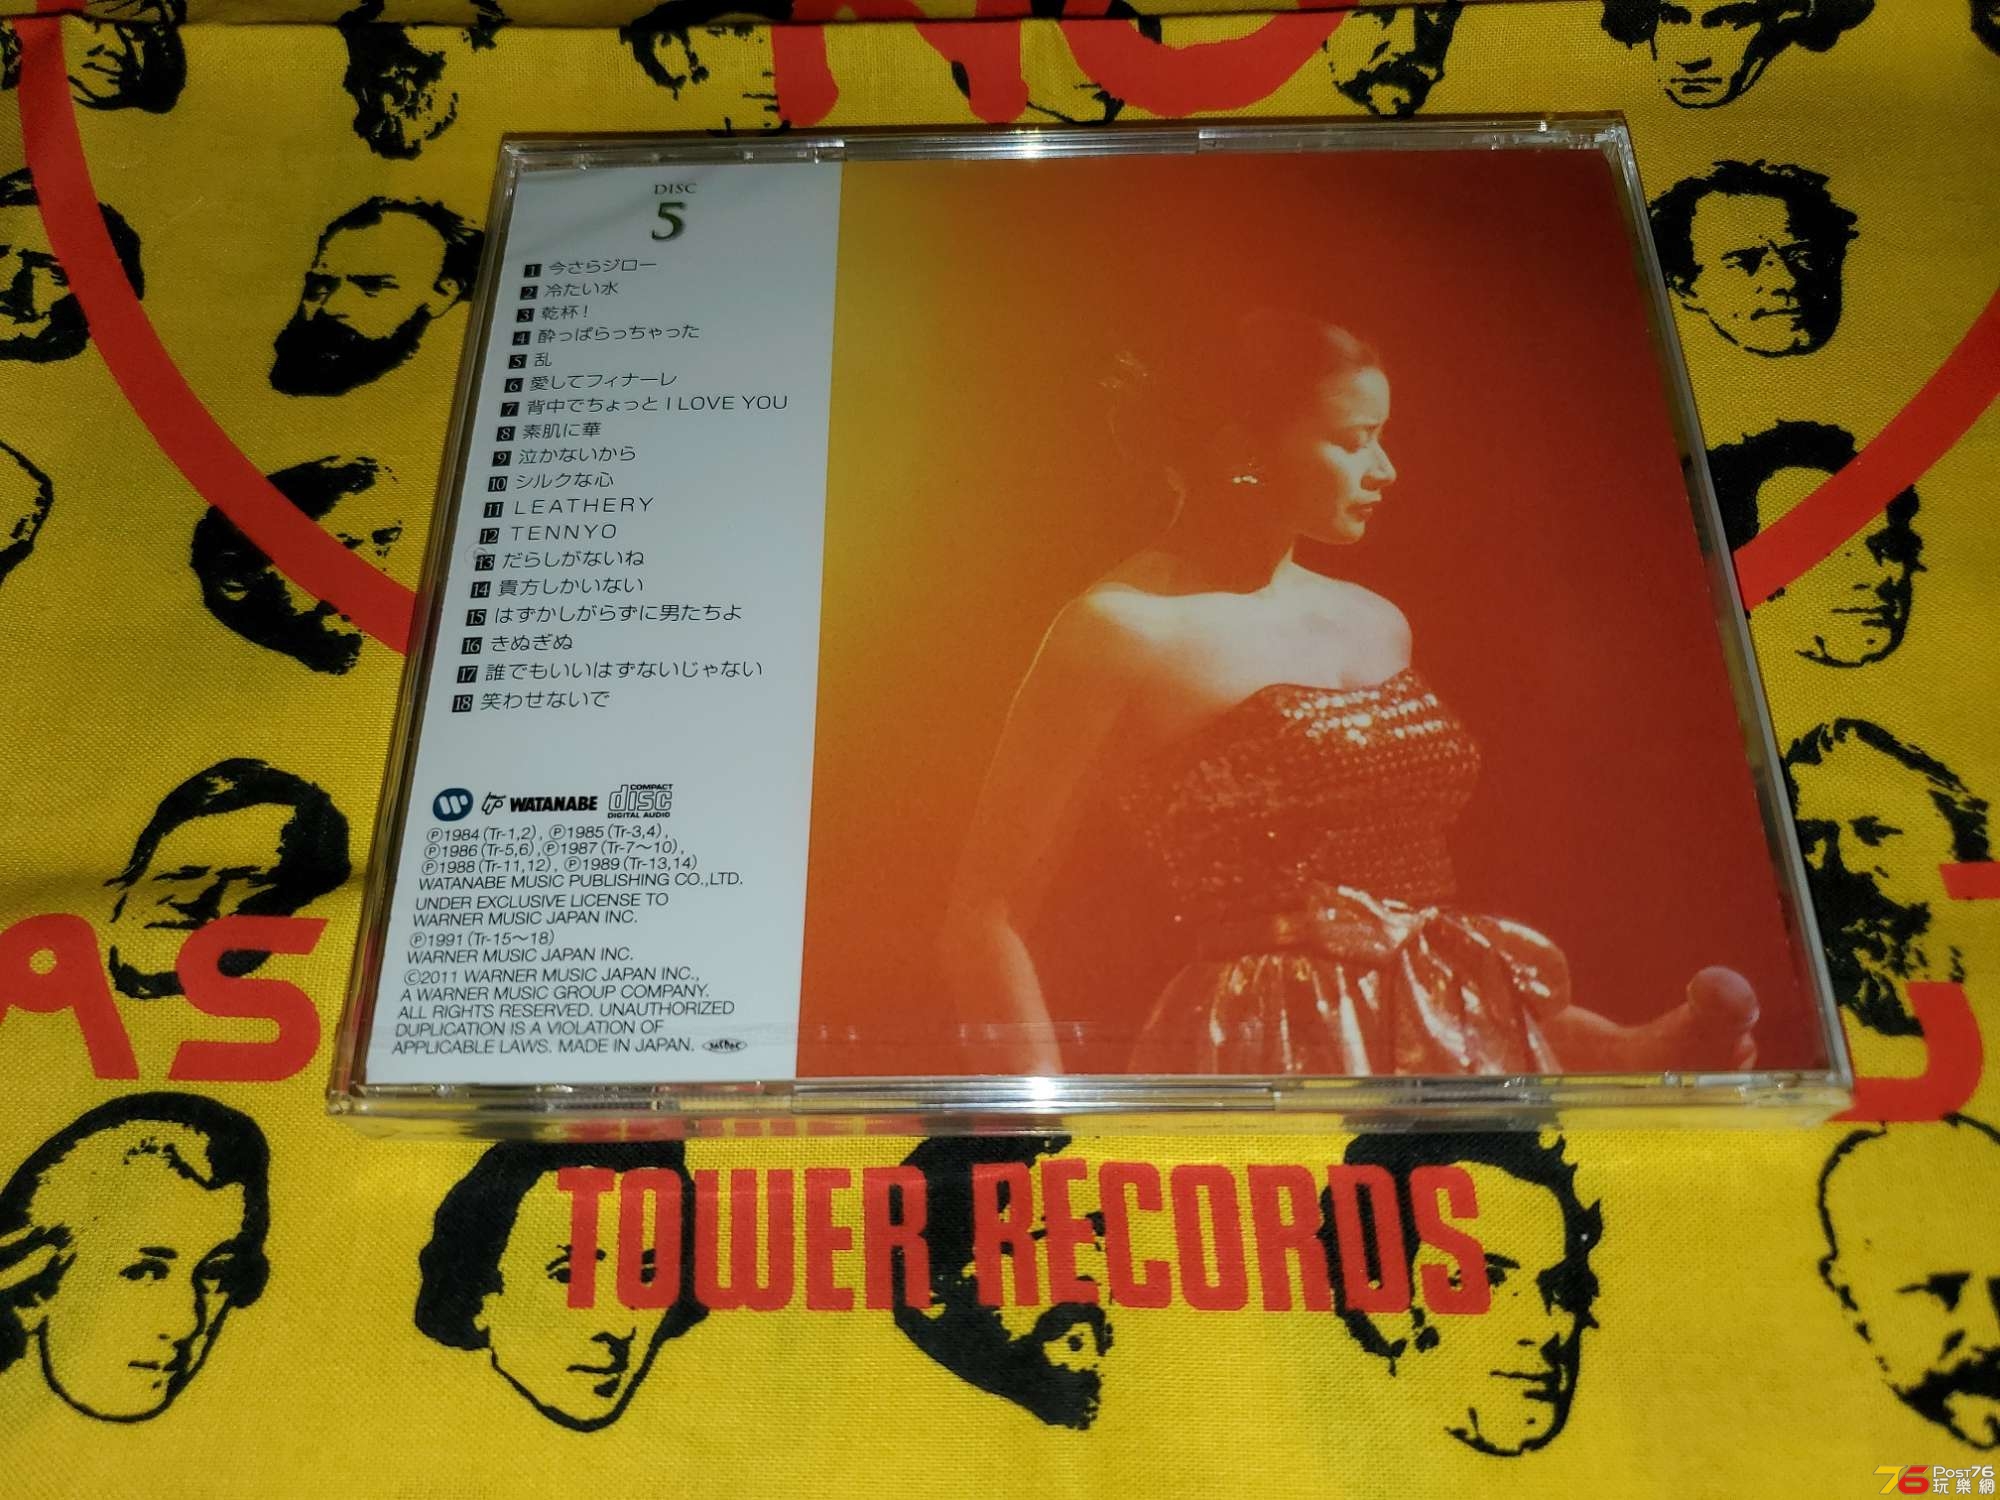 NO
DISC
5
1 今さらジロー
2 冷たい水
3 乾杯!
4 酔っぱらっちゃった
5 乱
6 愛してフィナーレ
7 背中でちょっと I LOVE YOU
8 素肌に華
9 泣かないから
10 シルクな心
11 LEATHERY
12 TENNYO
13 だらしがないね
14 貴方しかいない
15 はずかしがらずに男たちよ
16 きぬぎぬ
17 誰でもいいはずないじゃない
18 笑わせないで
WATANABE COMPACT disc DIGITAL AUDIO
Ⓟ1984(Tr-1,2), Ⓟ1985(Tr-3,4),
Ⓟ1986(Tr-5,6),Ⓟ1987(Tr-7〜10),
Ⓟ1988(Tr-11,12), Ⓟ1989(Tr-13,14)
WATANABE MUSIC PUBLISHING CO.,LTD.
UNDER EXCLUSIVE LICENSE TO
WARNER MUSIC JAPAN INC.
Ⓟ1991(Tr-15〜18)
WARNER MUSIC JAPAN INC.
©2011 WARNER MUSIC JAPAN INC.,
A WARNER MUSIC GROUP COMPANY.
ALL RIGHTS RESERVED. UNAUTHORIZED
DUPLICATION IS A VIOLATION OF
APPLICABLE LAWS. MADE IN JAPAN.
TOWER RECORDS
76 POST76
玩樂網